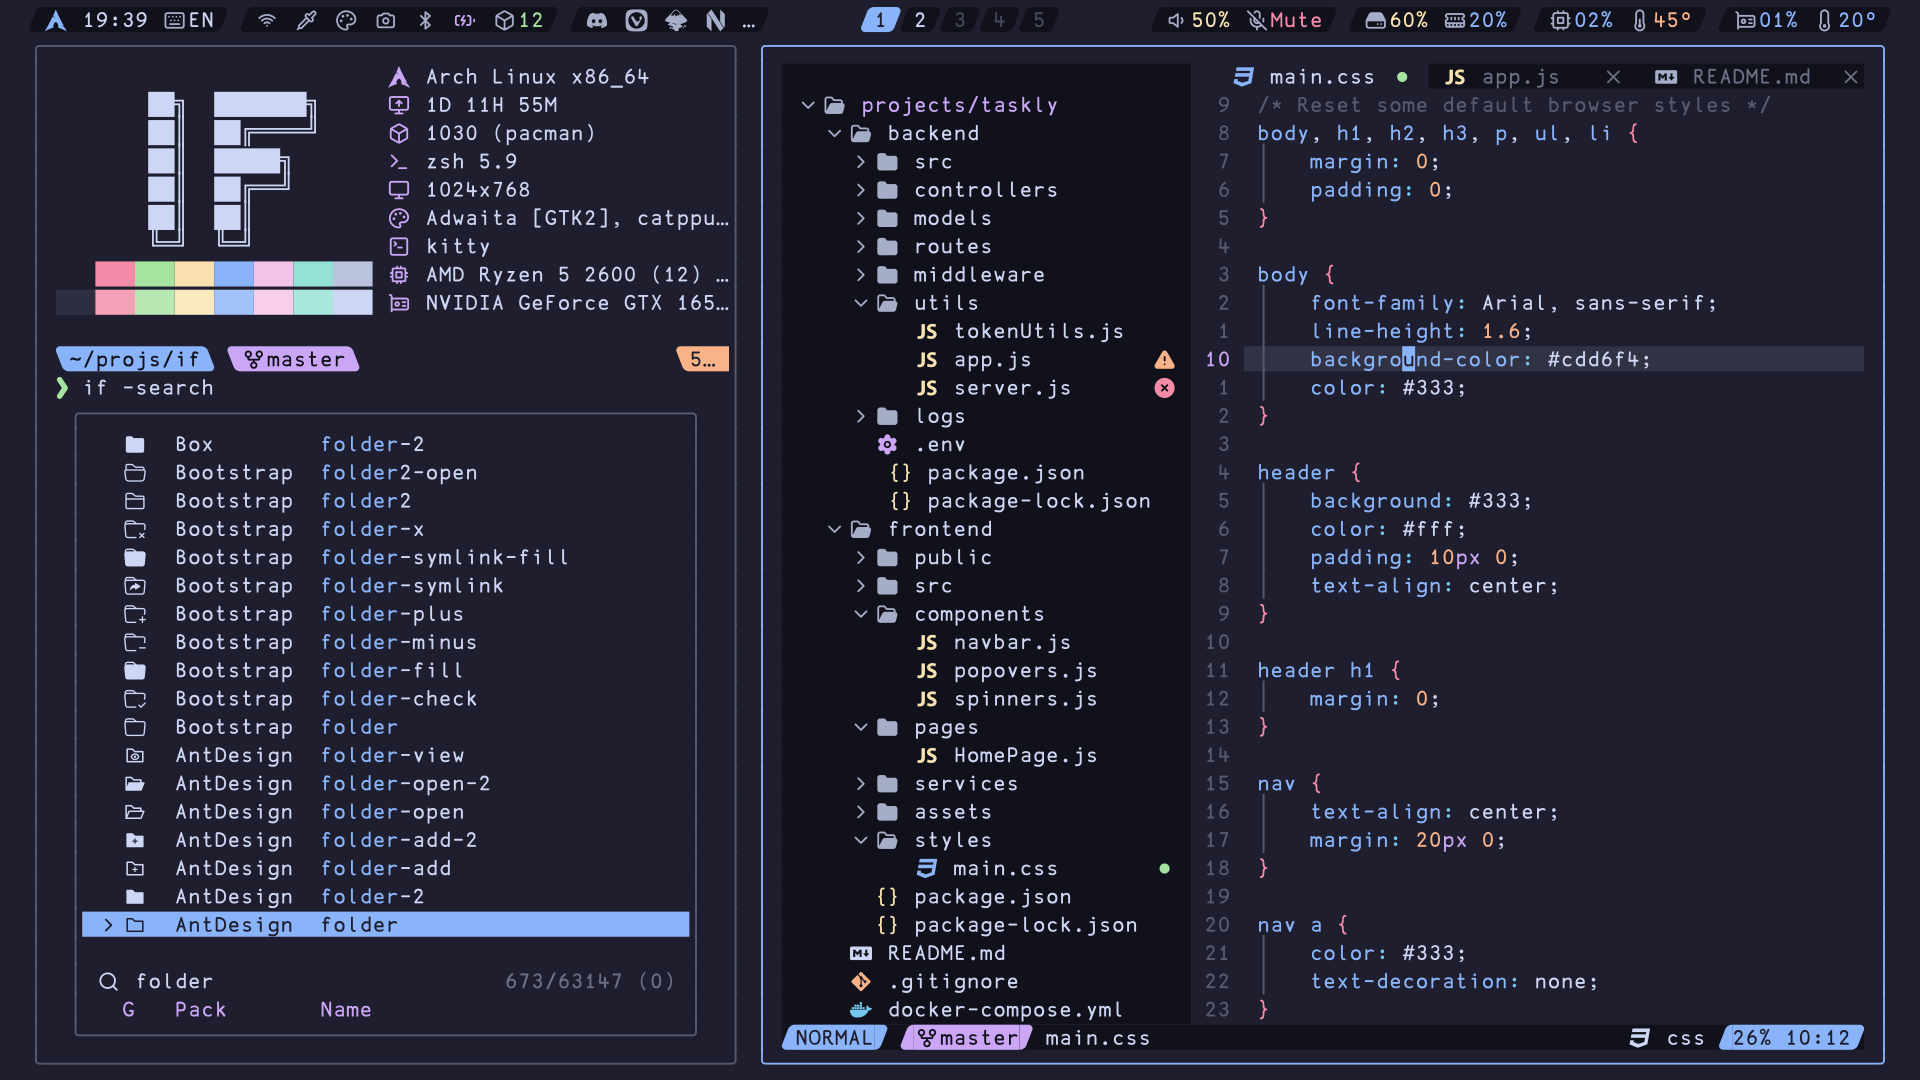 19:39 EN 12 … 1 2 3 4 5 50% Mute 60% 20% 02% 45° 01% 20°
IF
Arch Linux x86_64
1D 11H 55M
1030 (pacman)
zsh 5.9
1024x768
Adwaita [GTK2], catppu…
kitty
AMD Ryzen 5 2600 (12) …
NVIDIA GeForce GTX 165…
~/projs/if master 5…
❯ if -search
Box folder-2
Bootstrap folder2-open
Bootstrap folder2
Bootstrap folder-x
Bootstrap folder-symlink-fill
Bootstrap folder-symlink
Bootstrap folder-plus
Bootstrap folder-minus
Bootstrap folder-fill
Bootstrap folder-check
Bootstrap folder
AntDesign folder-view
AntDesign folder-open-2
AntDesign folder-open
AntDesign folder-add-2
AntDesign folder-add
AntDesign folder-2
> AntDesign folder
folder 673/63147 (0)
G Pack Name
projects/taskly
backend
src
controllers
models
routes
middleware
utils
JS tokenUtils.js
JS app.js
JS server.js
logs
.env
{} package.json
{} package-lock.json
frontend
public
src
components
JS navbar.js
JS popovers.js
JS spinners.js
pages
JS HomePage.js
services
assets
styles
main.css
{} package.json
{} package-lock.json
README.md
.gitignore
docker-compose.yml
main.css JS app.js README.md
9 /* Reset some default browser styles */
8 body, h1, h2, h3, p, ul, li {
7 margin: 0;
6 padding: 0;
5 }
4
3 body {
2 font-family: Arial, sans-serif;
1 line-height: 1.6;
10 background-color: #cdd6f4;
1 color: #333;
2 }
3
4 header {
5 background: #333;
6 color: #fff;
7 padding: 10px 0;
8 text-align: center;
9 }
10
11 header h1 {
12 margin: 0;
13 }
14
15 nav {
16 text-align: center;
17 margin: 20px 0;
18 }
19
20 nav a {
21 color: #333;
22 text-decoration: none;
23 }
NORMAL master main.css css 26% 10:12